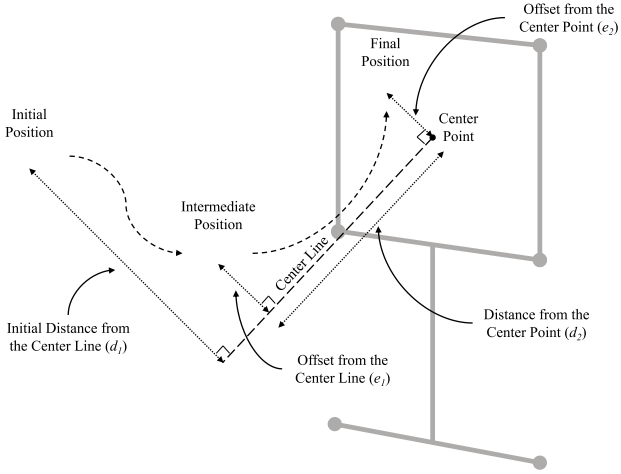 Offset from the
Center Point (e2)
Final
Position
Initial
Position
Center
Point
Intermediate
Position
Center Line
Initial Distance from
the Center Line (d1)
Distance from the
Center Point (d2)
Offset from the
Center Line (e1)